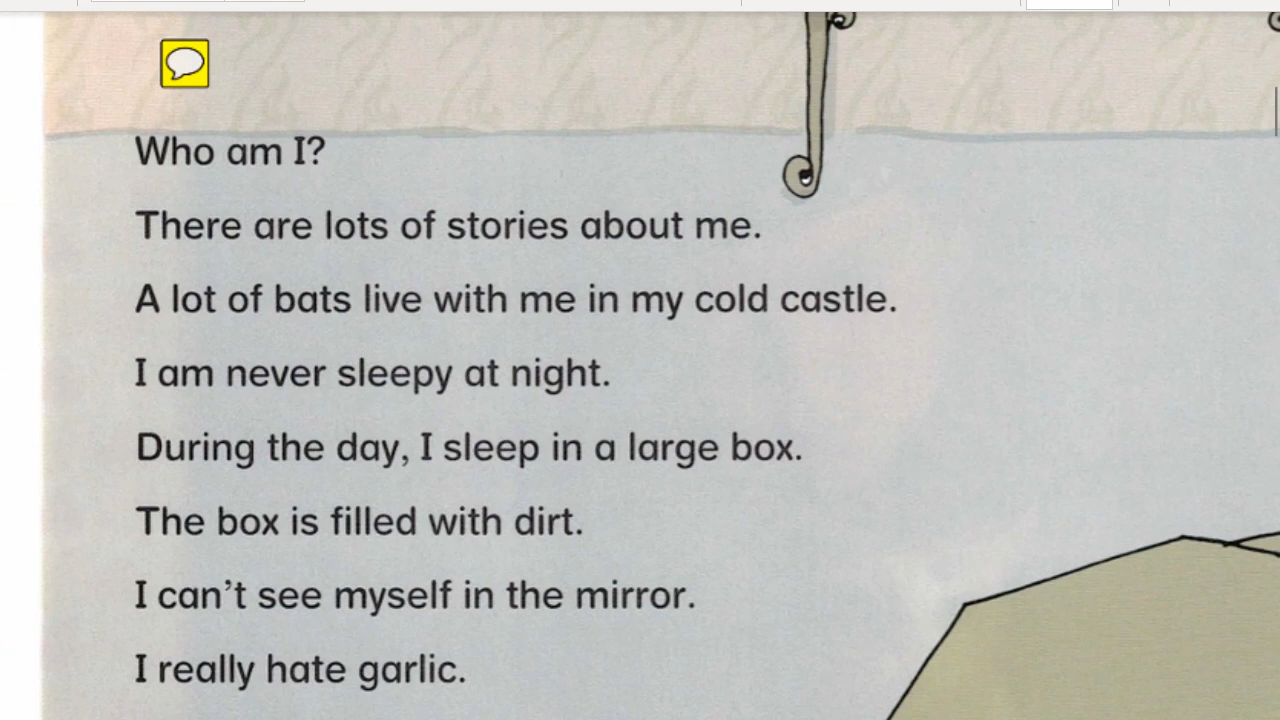 Who am I?
There are lots of stories about me.
A lot of bats live with me in my cold castle.
I am never sleepy at night.
During the day, I sleep in a large box.
The box is filled with dirt.
I can’t see myself in the mirror.
I really hate garlic.